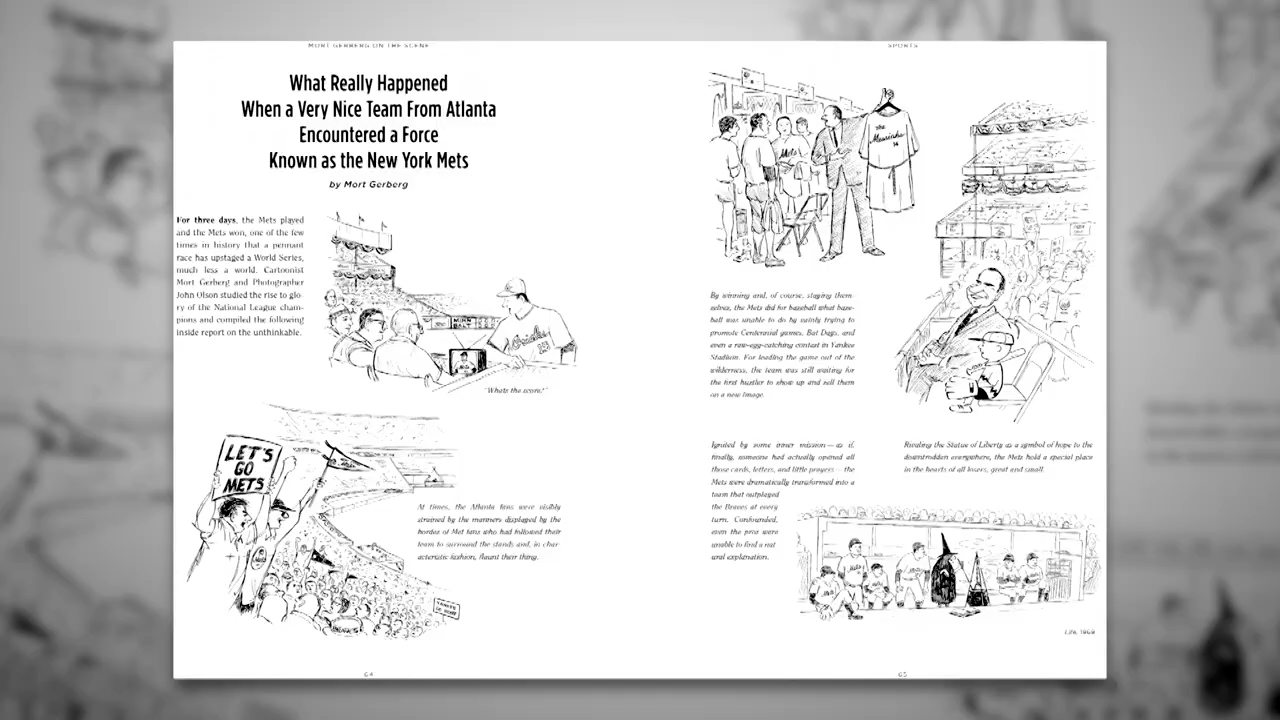 MORT GERBERG ON THE SCENE
What Really Happened
When a Very Nice Team From Atlanta
Encountered a Force
Known as the New York Mets
by Mort Gerberg
For three days, the Mets played
and the Mets won, one of the few
times in history that a pennant
race has upstaged a World Series,
much less a world. Cartoonist
Mort Gerberg and Photographer
John Olson studied the rise to glo-
ry of the National League cham-
pions and compiled the following
inside report on the unthinkable.
"Whats the score?"
LET'S
GO
METS
At times, the Atlanta fans were visibly
strained by the manners displayed by the
hordes of Met fans who had followed their
team to surround the stands and, in char-
acteristic fashion, flaunt their thing.
64
SPORTS
Mets
The
By winning and, of course, staying them-
selves, the Mets did for baseball what base-
ball was unable to do by vainly trying to
promote Centennial games, Bat Days, and
even a raw-egg-catching contest in Yankee
Stadium. For leading the game out of the
wilderness, the team was still waiting for
the first hustler to show up and sell them
on a new image.
Ignited by some inner mission—as if,
finally, someone had actually opened all
those cards, letters, and little prayers—the
Mets were dramatically transformed into a
team that outplayed
the Braves at every
turn. Confounded,
even the pros were
unable to find a nat
ural explanation.
Rivaling the Statue of Liberty as a symbol of hope to the
downtrodden everywhere, the Mets hold a special place
in the hearts of all losers, great and small.
Life, 1969
65